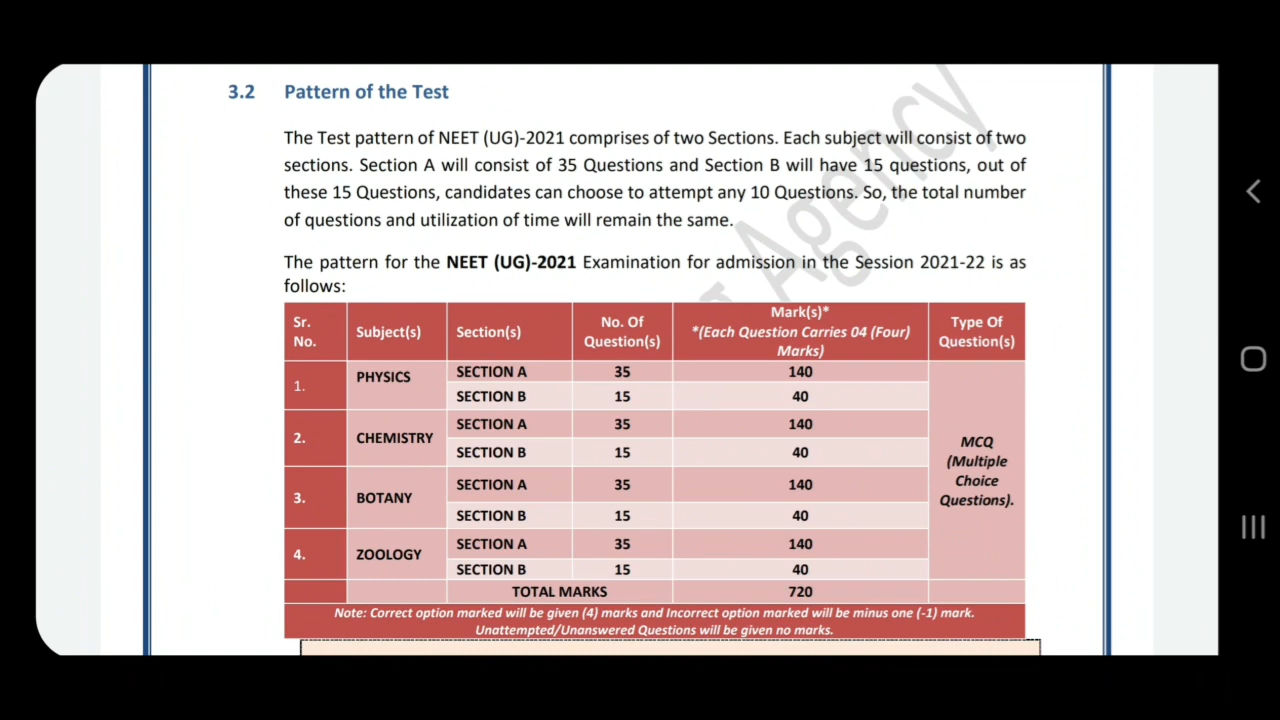 3.2 Pattern of the Test
The Test pattern of NEET (UG)-2021 comprises of two Sections. Each subject will consist of two
sections. Section A will consist of 35 Questions and Section B will have 15 questions, out of
these 15 Questions, candidates can choose to attempt any 10 Questions. So, the total number
of questions and utilization of time will remain the same.
The pattern for the NEET (UG)-2021 Examination for admission in the Session 2021-22 is as
follows:
Sr. No. Subject(s) Section(s) No. Of Question(s) Mark(s)* *(Each Question Carries 04 (Four) Marks) Type Of Question(s)
1. PHYSICS SECTION A 35 140
SECTION B 15 40
2. CHEMISTRY SECTION A 35 140
SECTION B 15 40
3. BOTANY SECTION A 35 140
SECTION B 15 40
4. ZOOLOGY SECTION A 35 140
SECTION B 15 40
MCQ
(Multiple
Choice
Questions).
TOTAL MARKS 720
Note: Correct option marked will be given (4) marks and Incorrect option marked will be minus one (-1) mark.
Unattempted/Unanswered Questions will be given no marks.
Agency